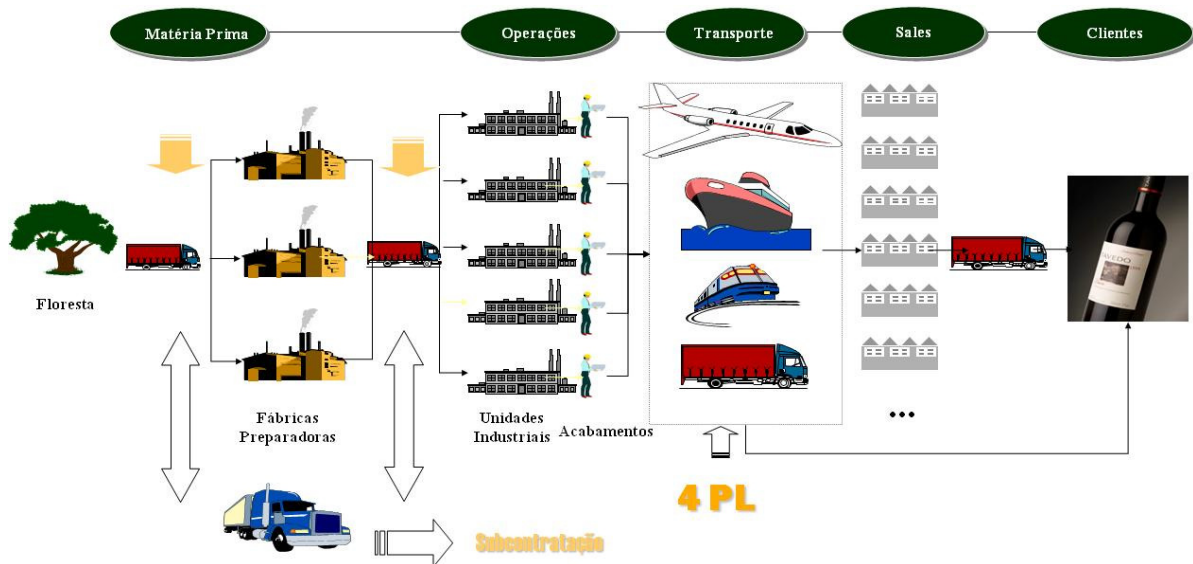 Matéria Prima
Operações
Transporte
Sales
Clientes
Floresta
Fábricas
Preparadoras
Unidades
Industriais
Acabamentos
...
4 PL
Subcontratação